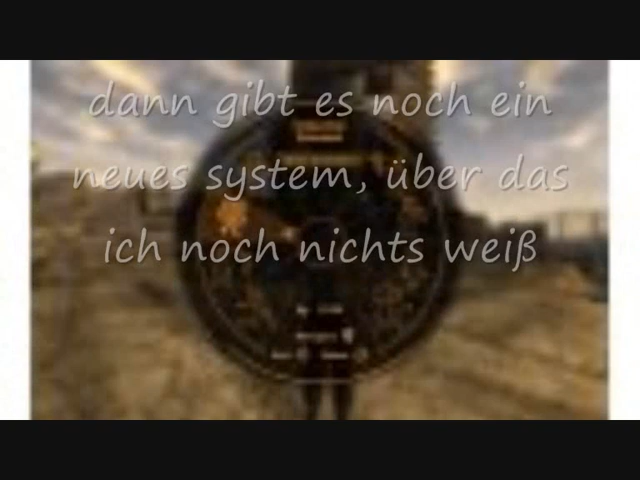 dann gibt es noch ein
neues system, über das
ich noch nichts weiß